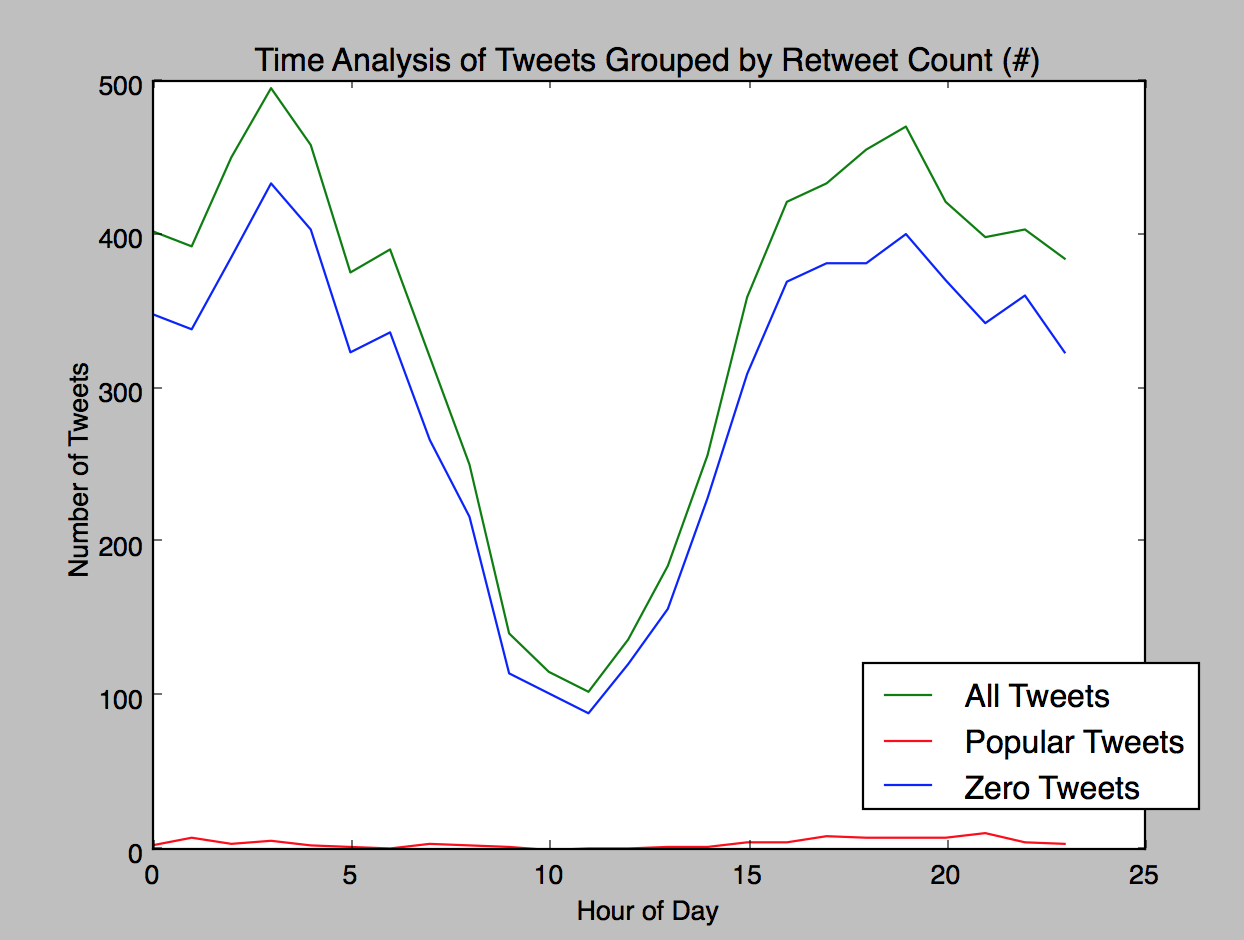 Time Analysis of Tweets Grouped by Retweet Count (#)
500
400
300
200
100
0
Number of Tweets
All Tweets
Popular Tweets
Zero Tweets
0 5 10 15 20 25
Hour of Day